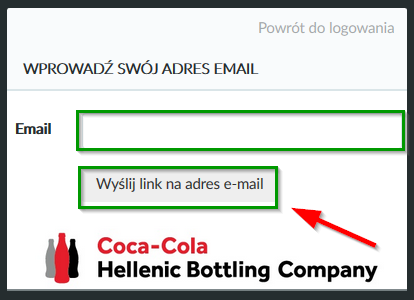 Powrót do logowania
WPROWADŹ SWÓJ ADRES EMAIL
Email
Wyślij link na adres e-mail
Coca-Cola
Hellenic Bottling Company